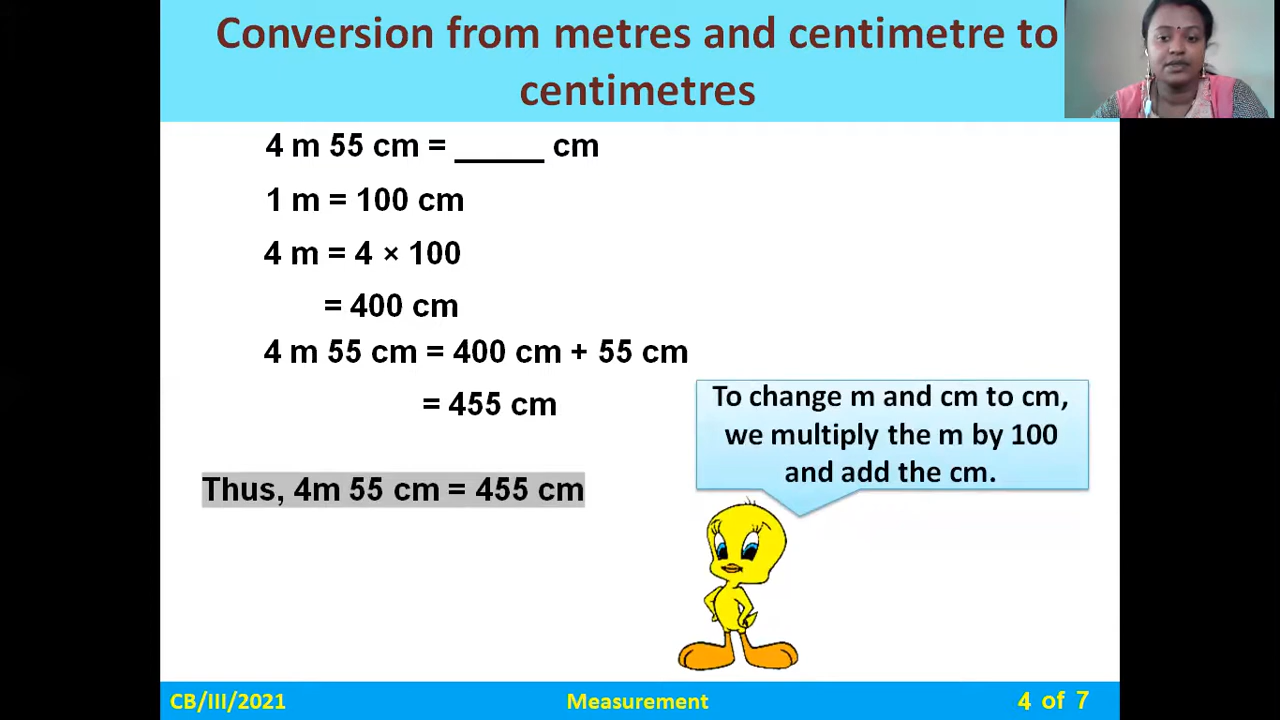 Conversion from metres and centimetre to
centimetres
4 m 55 cm = _____ cm
1 m = 100 cm
4 m = 4 × 100
= 400 cm
4 m 55 cm = 400 cm + 55 cm
= 455 cm
To change m and cm to cm,
we multiply the m by 100
and add the cm.
Thus, 4m 55 cm = 455 cm
CB/III/2021
Measurement
4 of 7